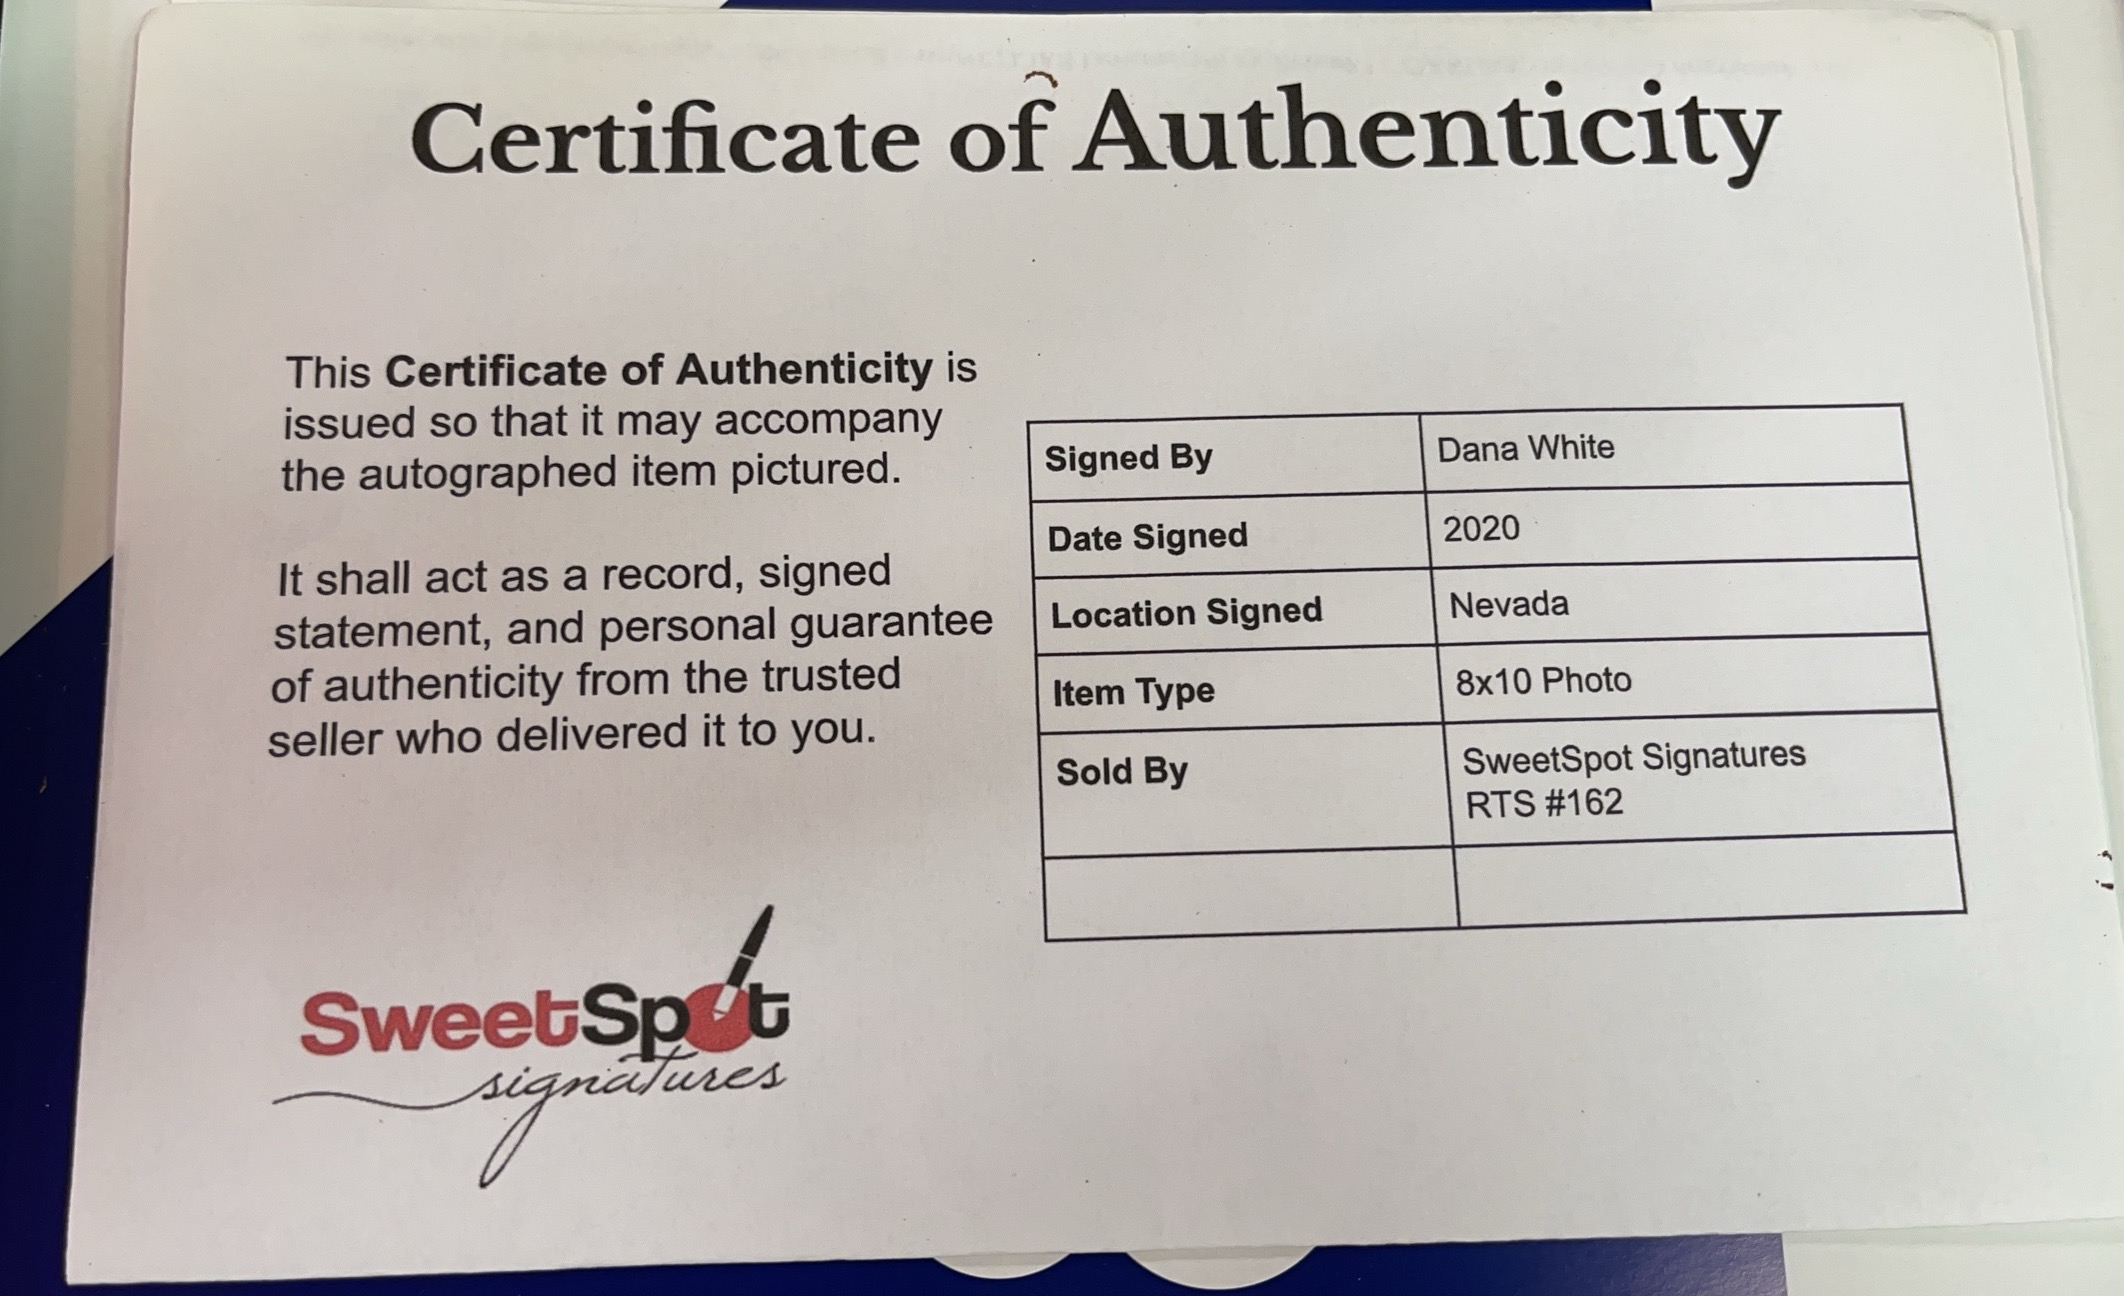 Certificate of Authenticity
This Certificate of Authenticity is
issued so that it may accompany
the autographed item pictured.
It shall act as a record, signed
statement, and personal guarantee
of authenticity from the trusted
seller who delivered it to you.
Signed By Dana White
Date Signed 2020
Location Signed Nevada
Item Type 8x10 Photo
Sold By SweetSpot Signatures
RTS #162
SweetSpot
signatures